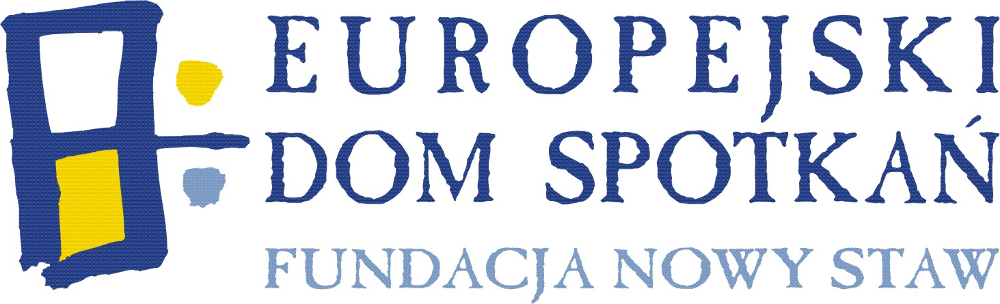 EUROPEJSKI
DOM SPOTKAŃ
FUNDACJA NOWY STAW